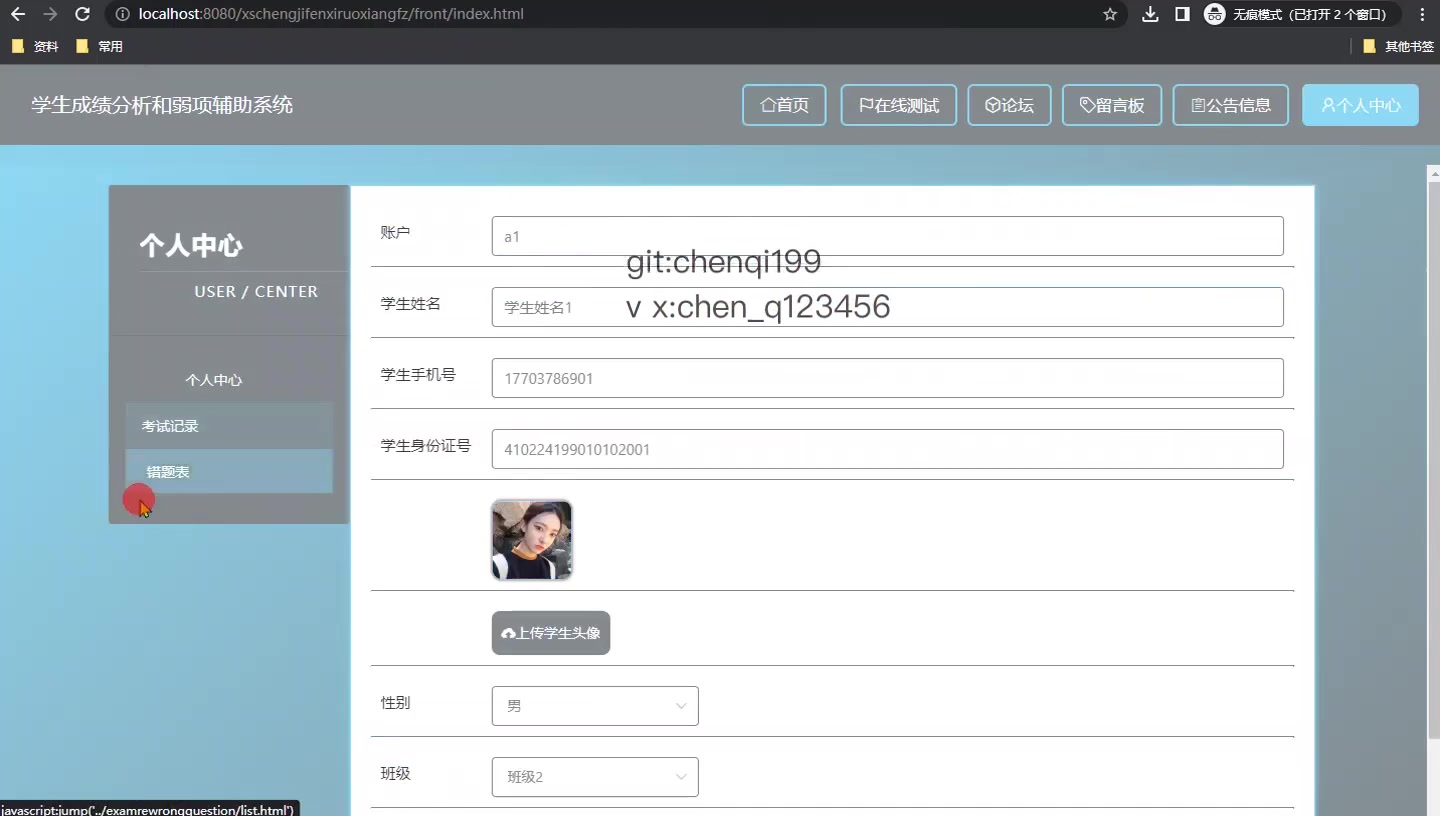 localhost:8080/xschengjifenxiruoxiangfz/front/index.html
无痕模式（已打开 2 个窗口）
资料 常用 其他书签
学生成绩分析和弱项辅助系统
首页 在线测试 论坛 留言板 公告信息 个人中心
个人中心
USER / CENTER
个人中心
考试记录
错题表
账户 a1
git:chenqi199
学生姓名 学生姓名1
v x:chen_q123456
学生手机号 17703786901
学生身份证号 410224199010102001
上传学生头像
性别 男
班级 班级2
javascript:jump('../examrewrongquestion/list.html')